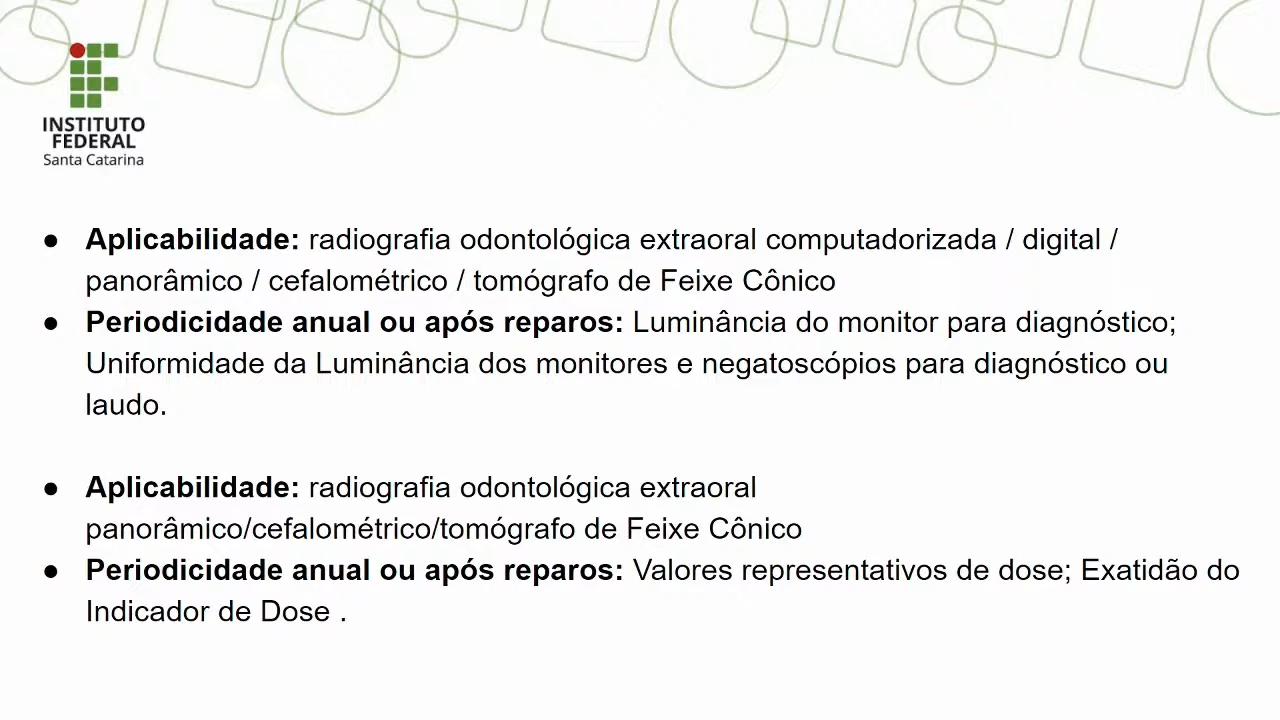 INSTITUTO
FEDERAL
Santa Catarina
● Aplicabilidade: radiografia odontológica extraoral computadorizada / digital /
panorâmico / cefalométrico / tomógrafo de Feixe Cônico
● Periodicidade anual ou após reparos: Luminância do monitor para diagnóstico;
Uniformidade da Luminância dos monitores e negatoscópios para diagnóstico ou
laudo.
● Aplicabilidade: radiografia odontológica extraoral
panorâmico/cefalométrico/tomógrafo de Feixe Cônico
● Periodicidade anual ou após reparos: Valores representativos de dose; Exatidão do
Indicador de Dose .